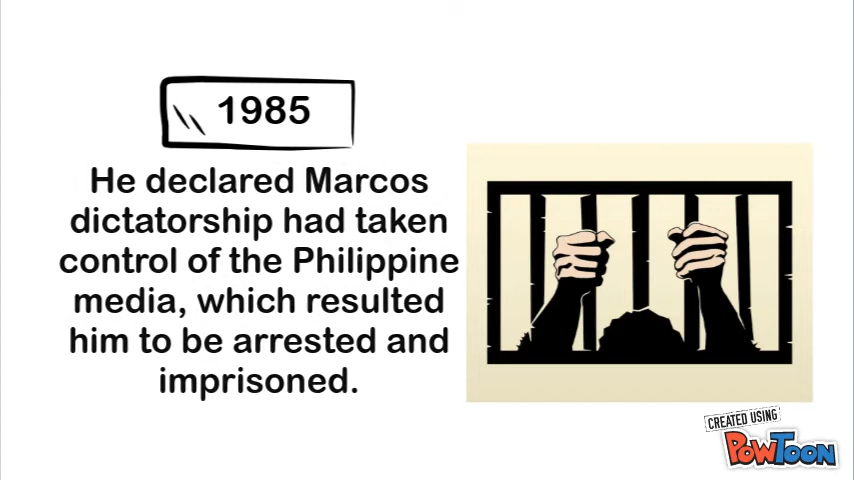 1985
He declared Marcos
dictatorship had taken
control of the Philippine
media, which resulted
him to be arrested and
imprisoned.
CREATED USING
POWTOON